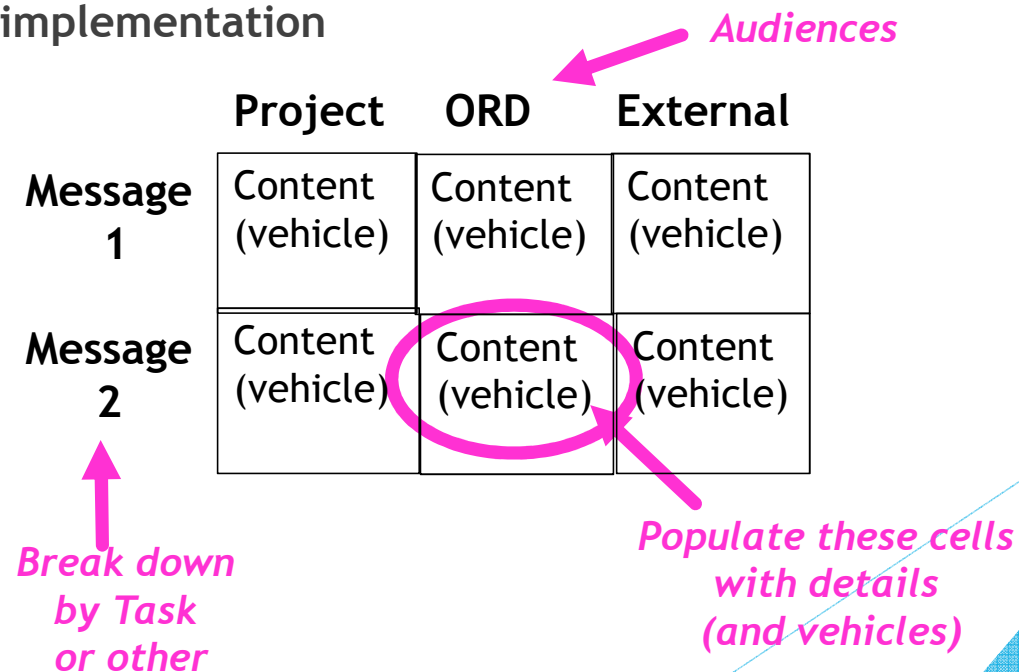 implementation
Audiences
Project ORD External
Message
1
Content
(vehicle)
Content
(vehicle)
Content
(vehicle)
Message
2
Content
(vehicle)
Content
(vehicle)
Content
(vehicle)
Break down
by Task
or other
Populate these cells
with details
(and vehicles)